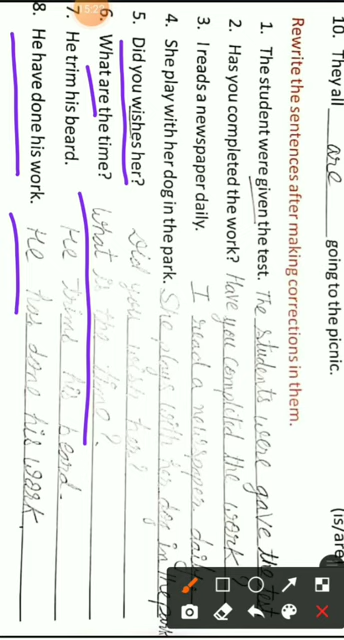 10. They all are going to the picnic. (is/are
Rewrite the sentences after making corrections in them.
1. The student were given the test. The students were gave the test
2. Has you completed the work? Have you completed the work
3. I reads a newspaper daily. I read a newspaper daily
4. She play with her dog in the park. She plays with her dog in the park
5. Did you wishes her? Did you wish her?
6. What are the time? What is the time?
7. He trim his beard. He trims his beard.
8. He have done his work. He has done his work.